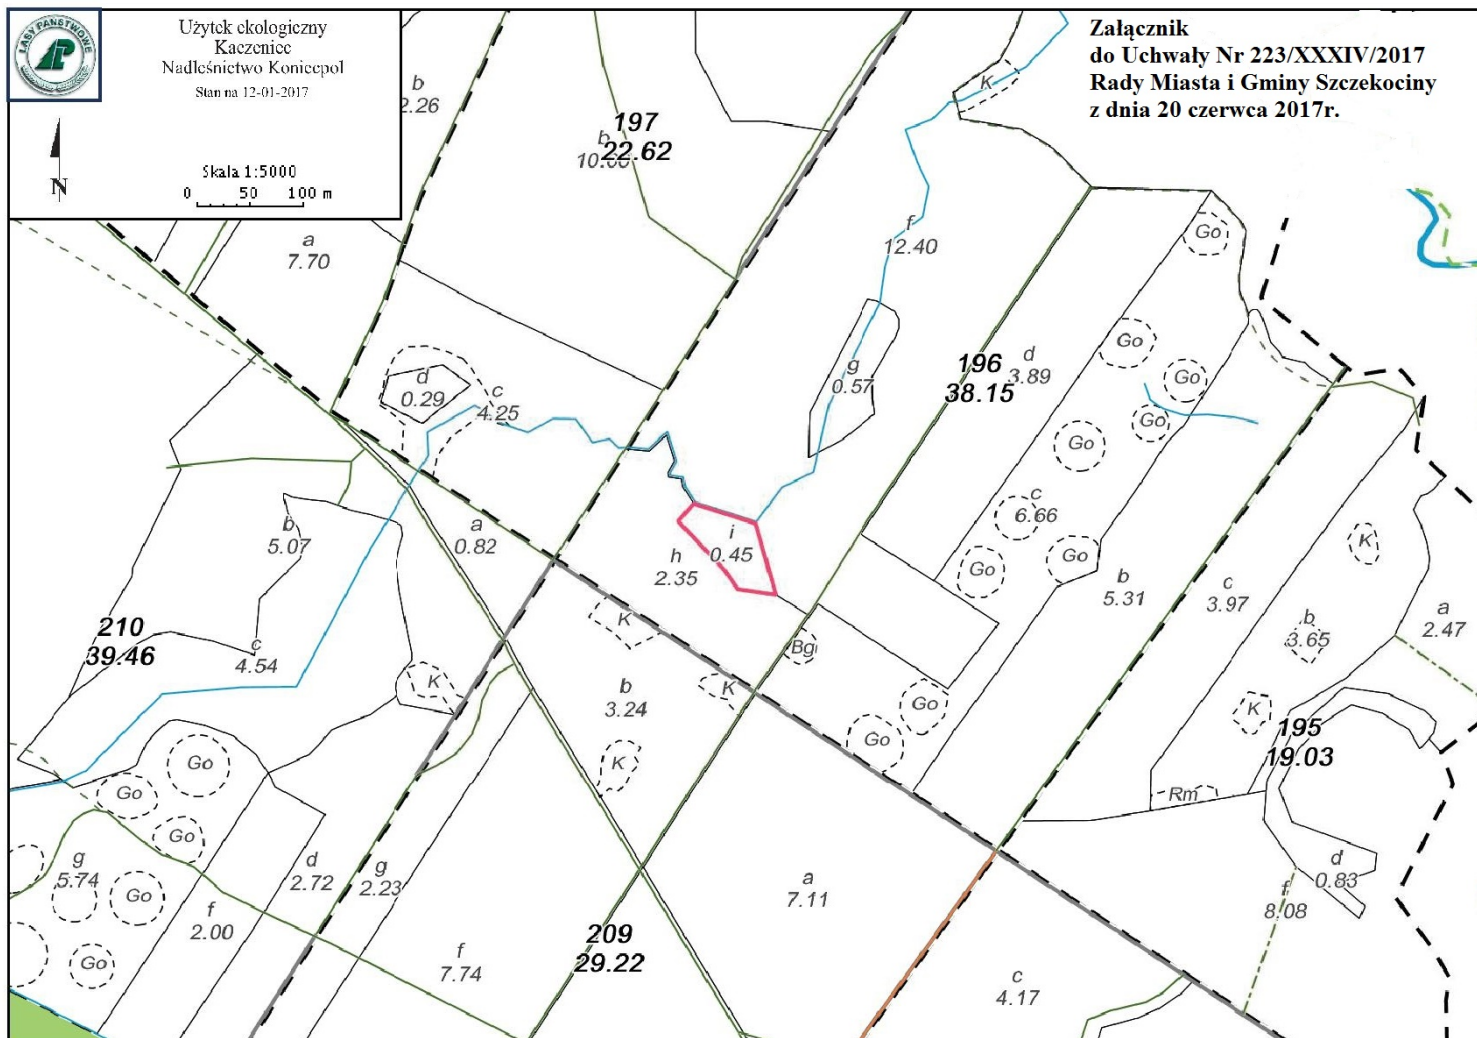 LASY PAŃSTWOWE
Użytek ekologiczny
Kaczeniec
Nadleśnictwo Koniecpol
Stan na 12-01-2017
N
Skala 1:5000
0 50 100 m
Załącznik
do Uchwały Nr 223/XXXIV/2017
Rady Miasta i Gminy Szczekociny
z dnia 20 czerwca 2017r.
b
2.26
197
22.62
b
K
a
7.70
f
12.40
Go
d
0.29
c
4.25
g
0.57
196
38.15
d
3.89
Go
Go
Go
Go
b
5.07
a
0.82
i
0.45
h
2.35
c
6.66
Go
Go
K
b
5.31
c
3.97
b
3.65
a
2.47
210
39.46
c
4.54
K
K
Bgi
K
b
3.24
K
Go
Go
K
195
19.03
Rm
Go
Go
Go
g
5.74
Go
Go
d
2.72
g
2.23
f
2.00
f
7.74
209
29.22
a
7.11
c
4.17
d
0.83
f
8.08